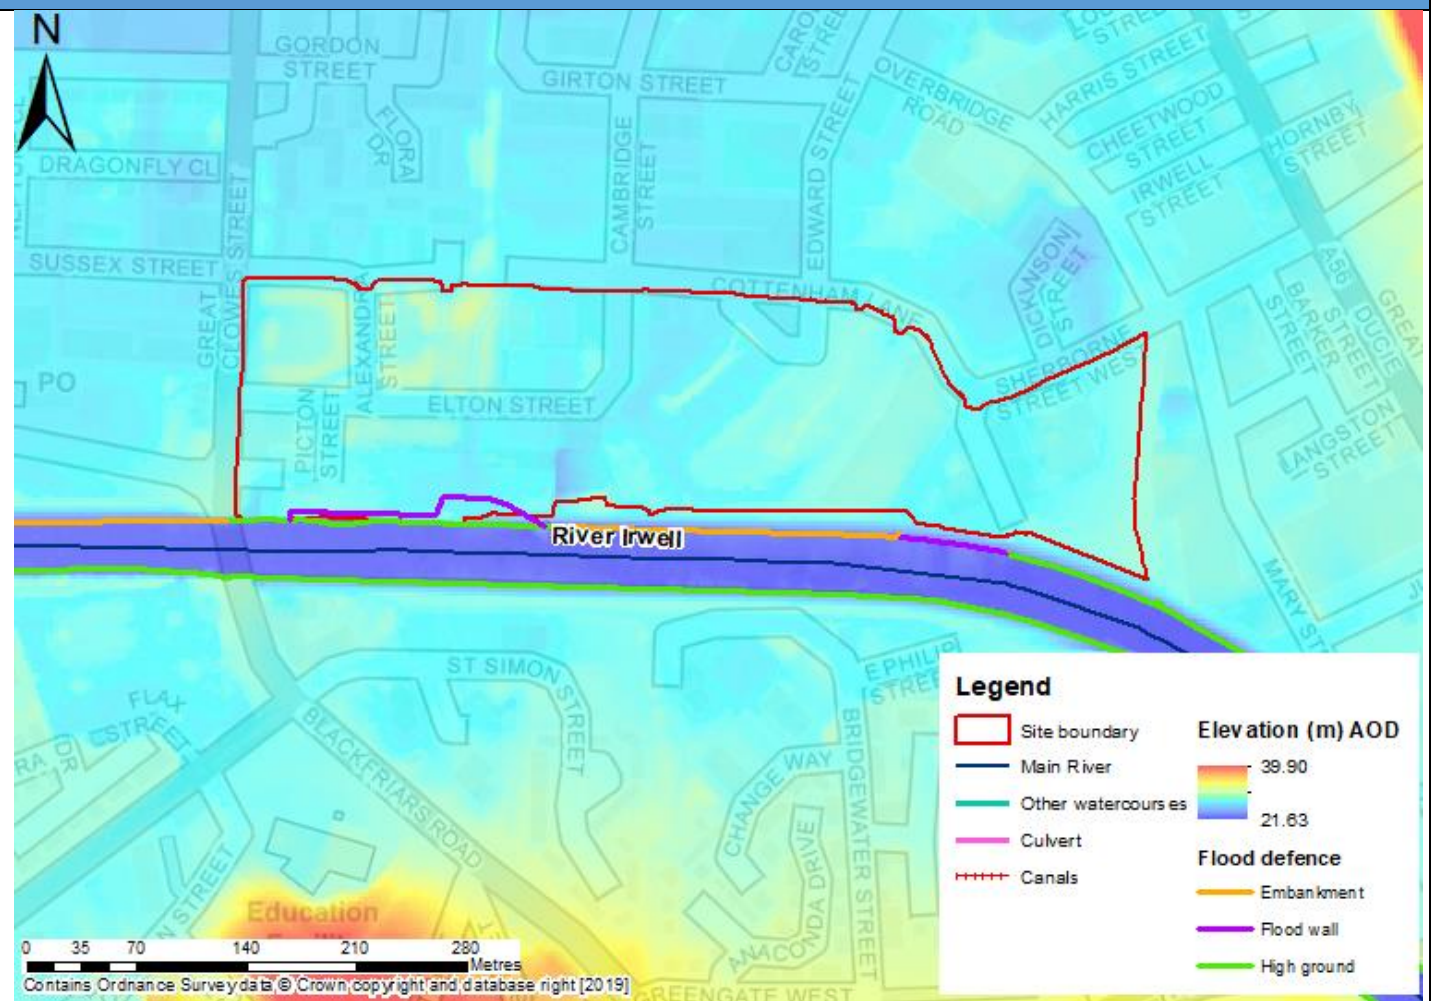 N
GORDON
STREET
GIRTON STREET
OVERBRIDGE
ROAD
HARRIS STREET
CHEETWOOD
STREET
IRWELL
STREET
HORNBY
STREET
FLORA
DR
DRAGONFLY CL
CAMBRIDGE
STREET
EDWARD STREET
SUSSEX STREET
GREAT
CLOWES STREET
COTTENHAM LANE
DICKINSON
STREET
A56
DUCIE
GREAT
BARKER
STREET
STREET
ALEXANDRA
STREET
SHERBORNE
STREET WEST
PO
PICTON
STREET
ELTON STREET
LANGSTON
STREET
River Irwell
MARY ST
ST SIMON STREET
STREET
FLAX
STREET
DR
BLACKFRIARS ROAD
CHANGE WAY
BRIDGEWATER STREET
ANACONDA DRIVE
STREET
Education
GREENGATE WEST
Legend
Site boundary
Main River
Other watercourses
Culvert
Canals
Elevation (m) AOD
39.90
21.63
Flood defence
Embankment
Flood wall
High ground
0 35 70 140 210 280
Metres
Contains Ordnance Survey data © Crown copyright and database right [2019]